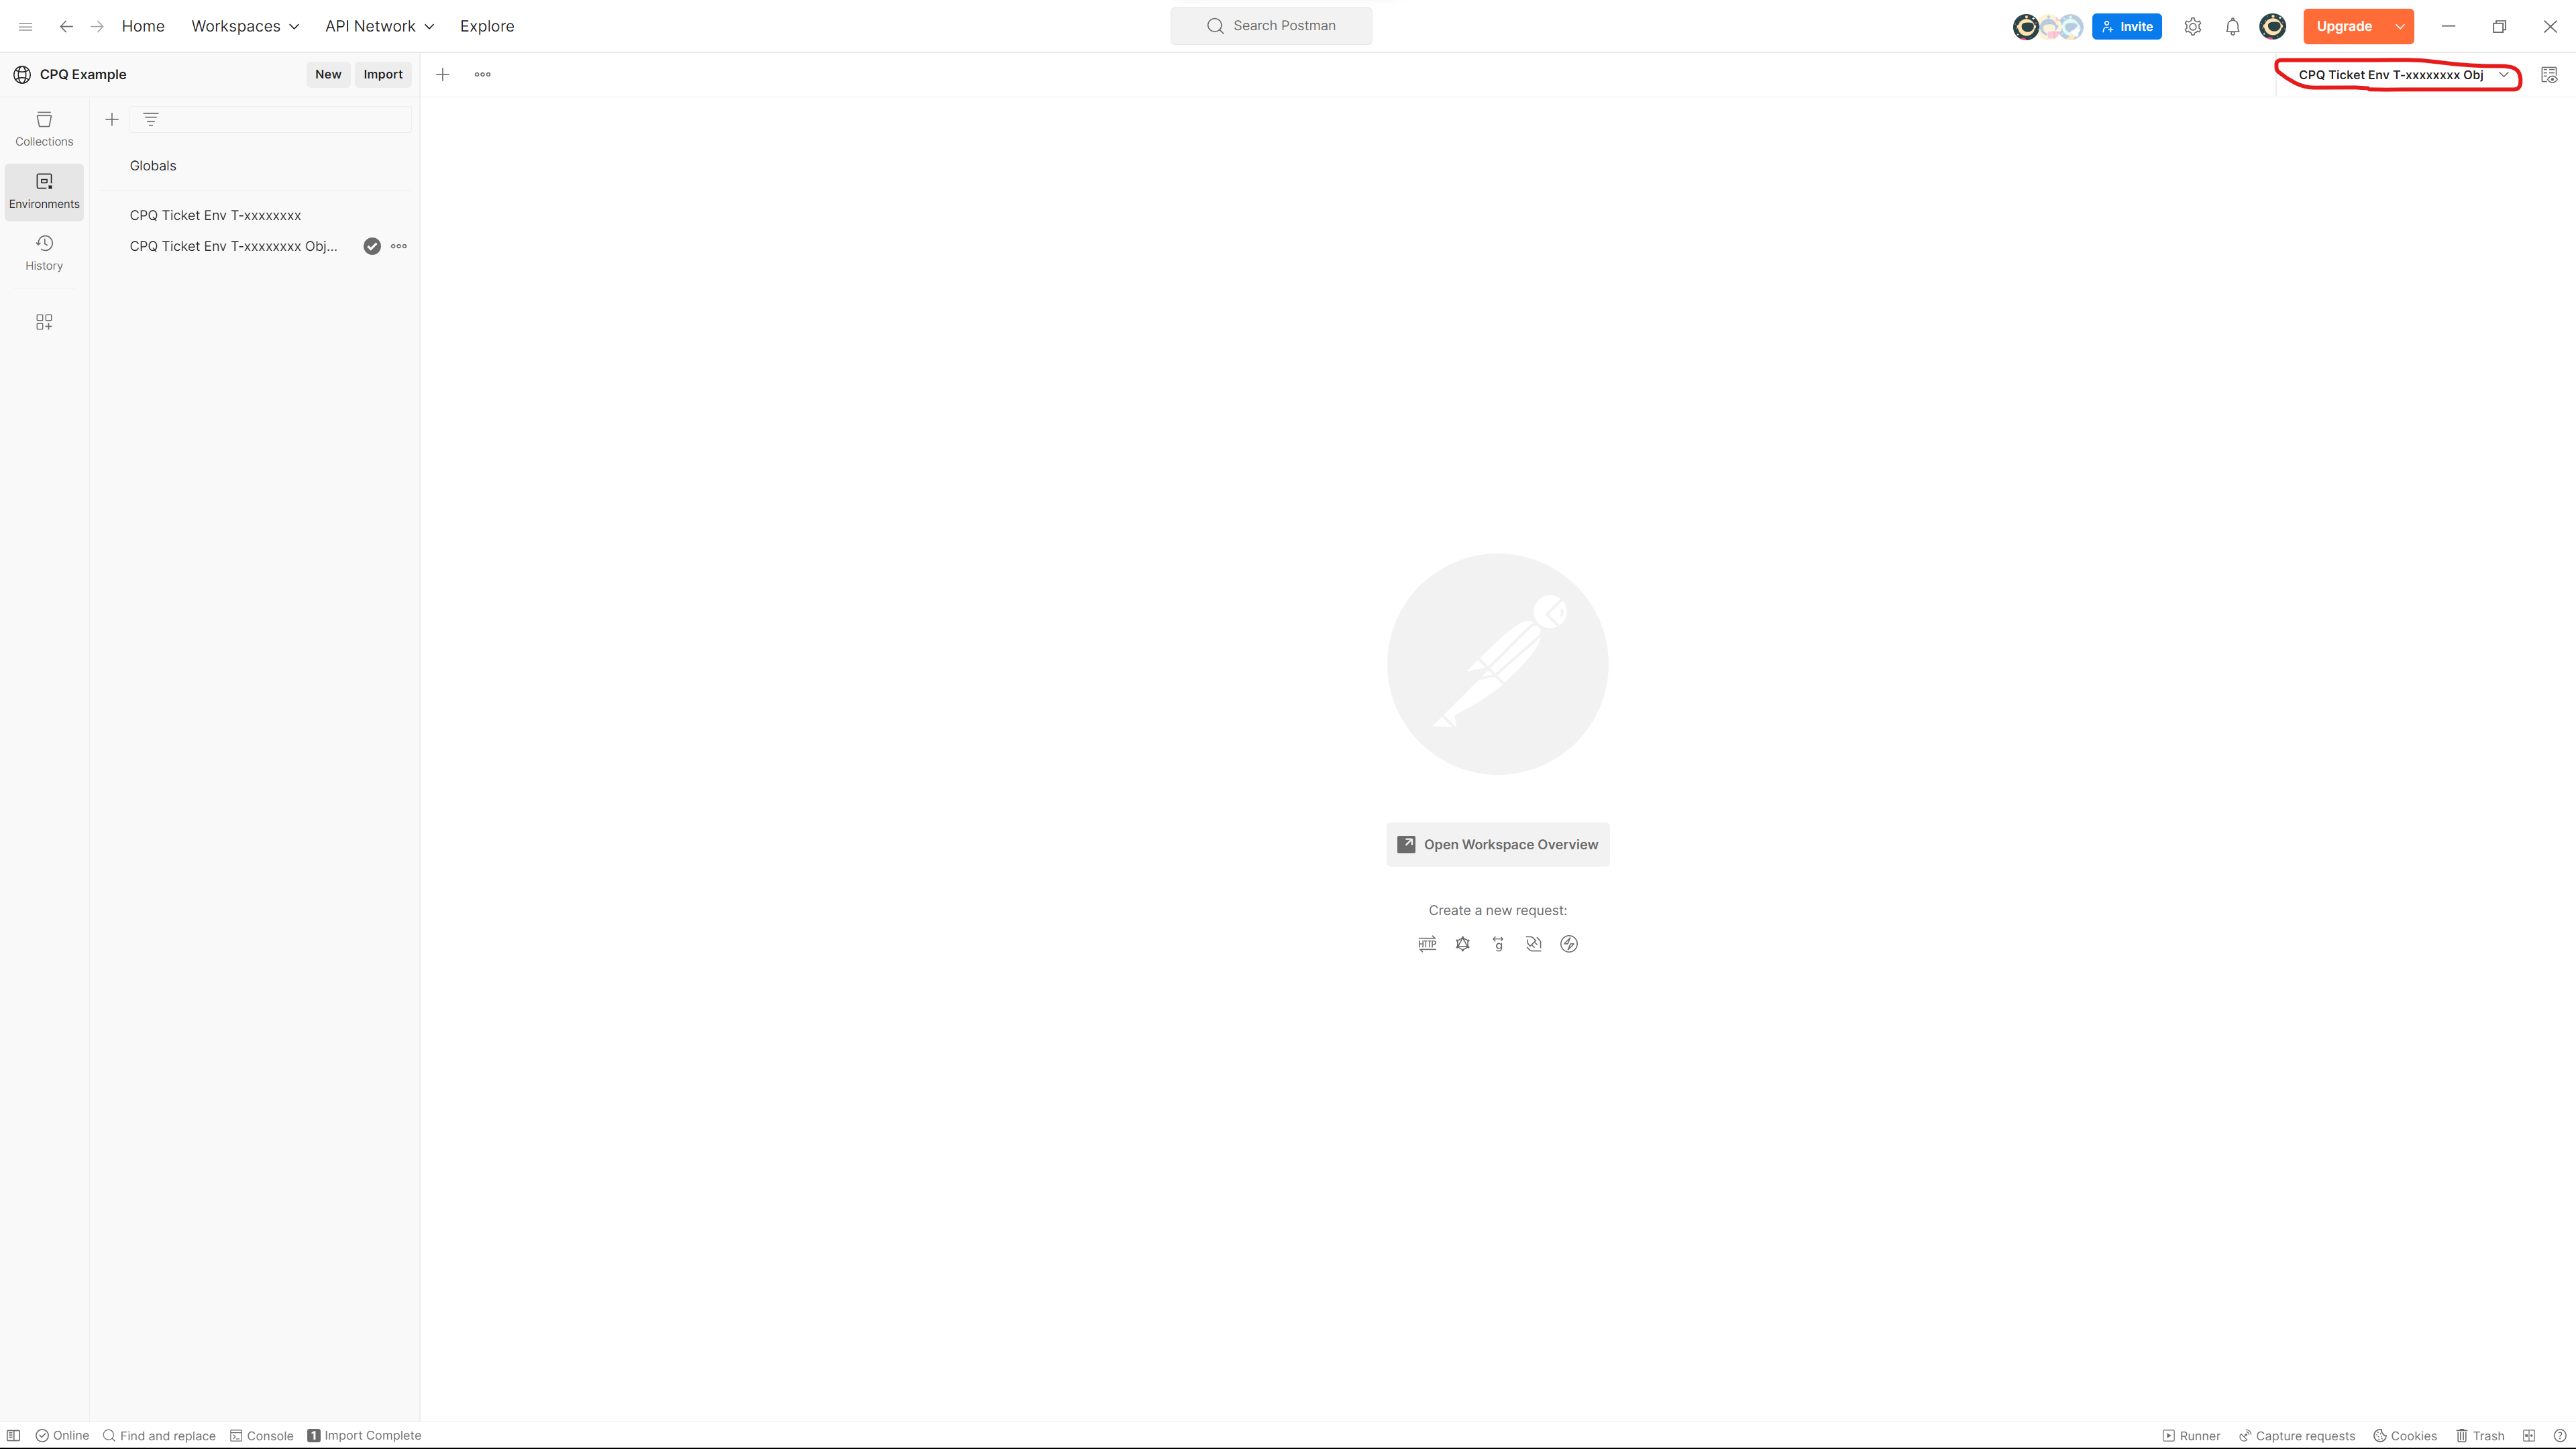 Home Workspaces API Network Explore Search Postman Invite Upgrade
CPQ Example New Import CPQ Ticket Env T-xxxxxxxx Obj
Collections
Globals
Environments
CPQ Ticket Env T-xxxxxxxx
CPQ Ticket Env T-xxxxxxxx Obj...
History
Open Workspace Overview
Create a new request:
HTTP g
Online Find and replace Console 1 Import Complete Runner Capture requests Cookies Trash